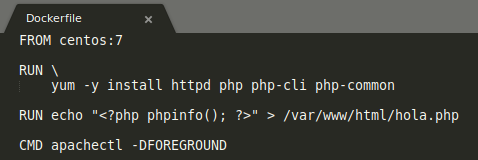 Dockerfile ×
FROM centos:7
RUN \
yum -y install httpd php php-cli php-common
RUN echo "<?php phpinfo(); ?>" > /var/www/html/hola.php
CMD apachectl -DFOREGROUND